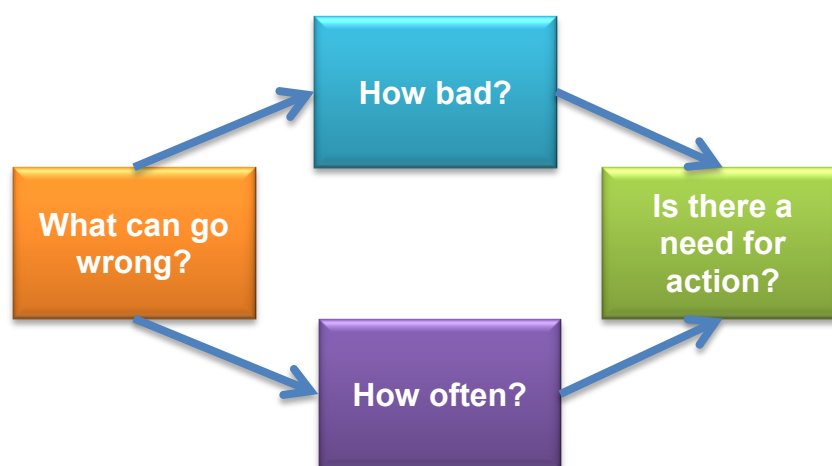 How bad?
What can go
wrong?
Is there a
need for
action?
How often?